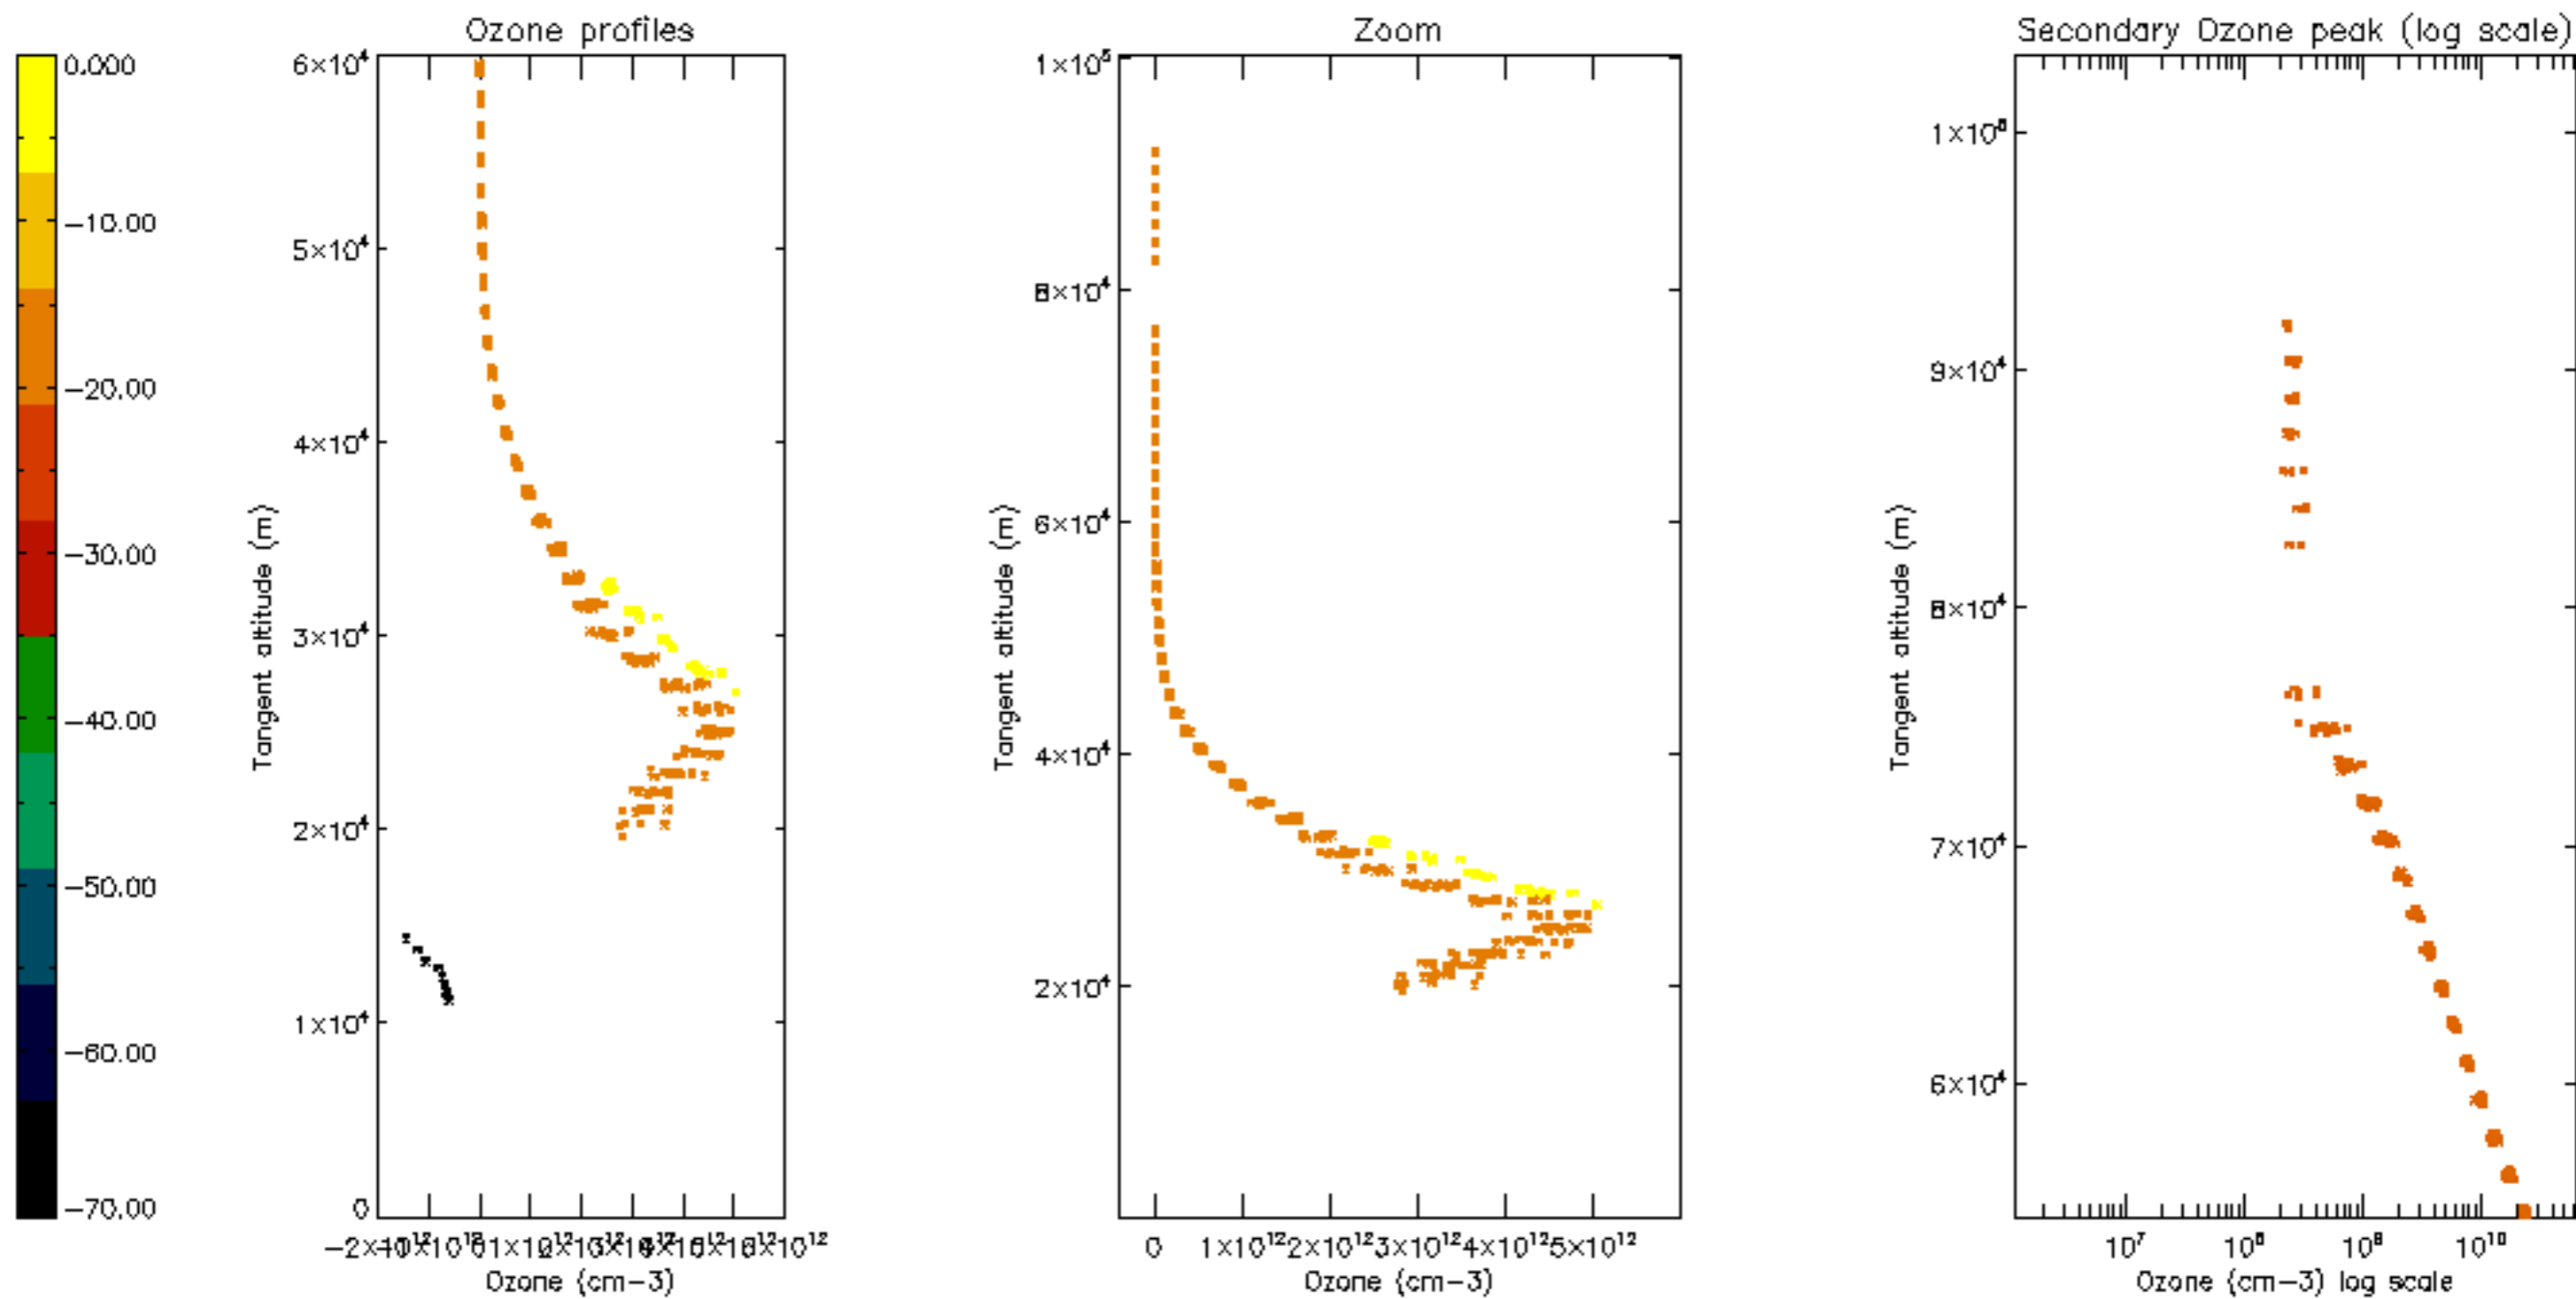 Ozone profiles
Zoom
Secondary Ozone peak (log scale)
0.000
-10.00
-20.00
-30.00
-40.00
-50.00
-60.00
-70.00
6×10⁴
5×10⁴
4×10⁴
3×10⁴
2×10⁴
1×10⁴
0
Tangent altitude (m)
Ozone (cm-3)
1×10⁵
8×10⁴
6×10⁴
4×10⁴
2×10⁴
Tangent altitude (m)
0 1×10¹² 2×10¹² 3×10¹² 4×10¹² 5×10¹²
Ozone (cm-3)
9×10⁴
8×10⁴
7×10⁴
6×10⁴
Tangent altitude (m)
10⁷ 10⁸ 10⁹ 10¹⁰
Ozone (cm-3) log scale